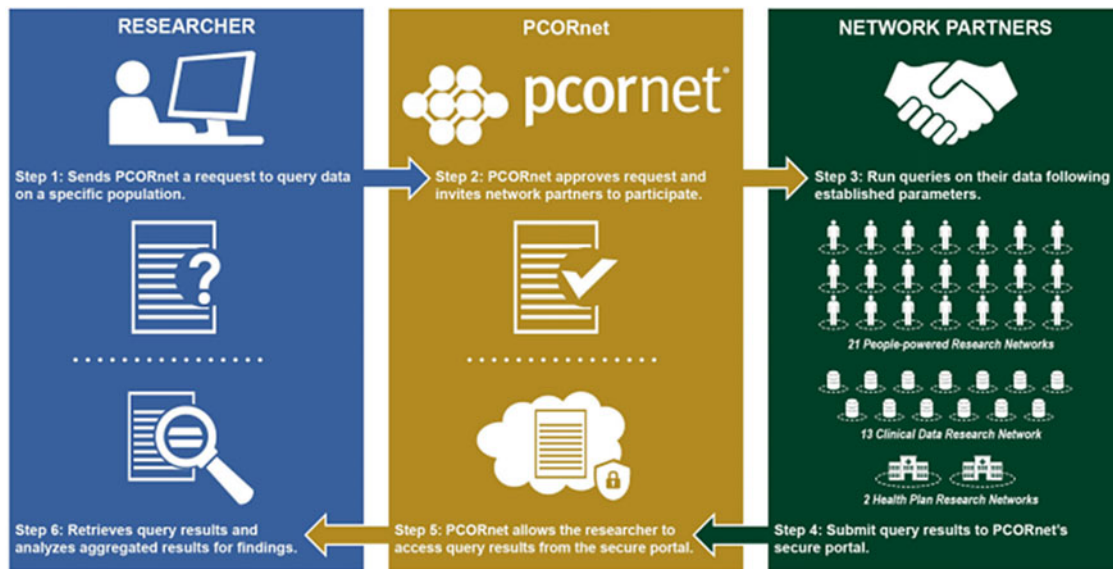 RESEARCHER
Step 1: Sends PCORnet a reequest to query data
on a specific population.
?
Step 6: Retrieves query results and
analyzes aggregated results for findings.
PCORnet
pcornet®
Step 2: PCORnet approves request and
invites network partners to participate.
Step 5: PCORnet allows the researcher to
access query results from the secure portal.
NETWORK PARTNERS
Step 3: Run queries on their data following
established parameters.
21 People-powered Research Networks
13 Clinical Data Research Network
2 Health Plan Research Networks
Step 4: Submit query results to PCORnet's
secure portal.